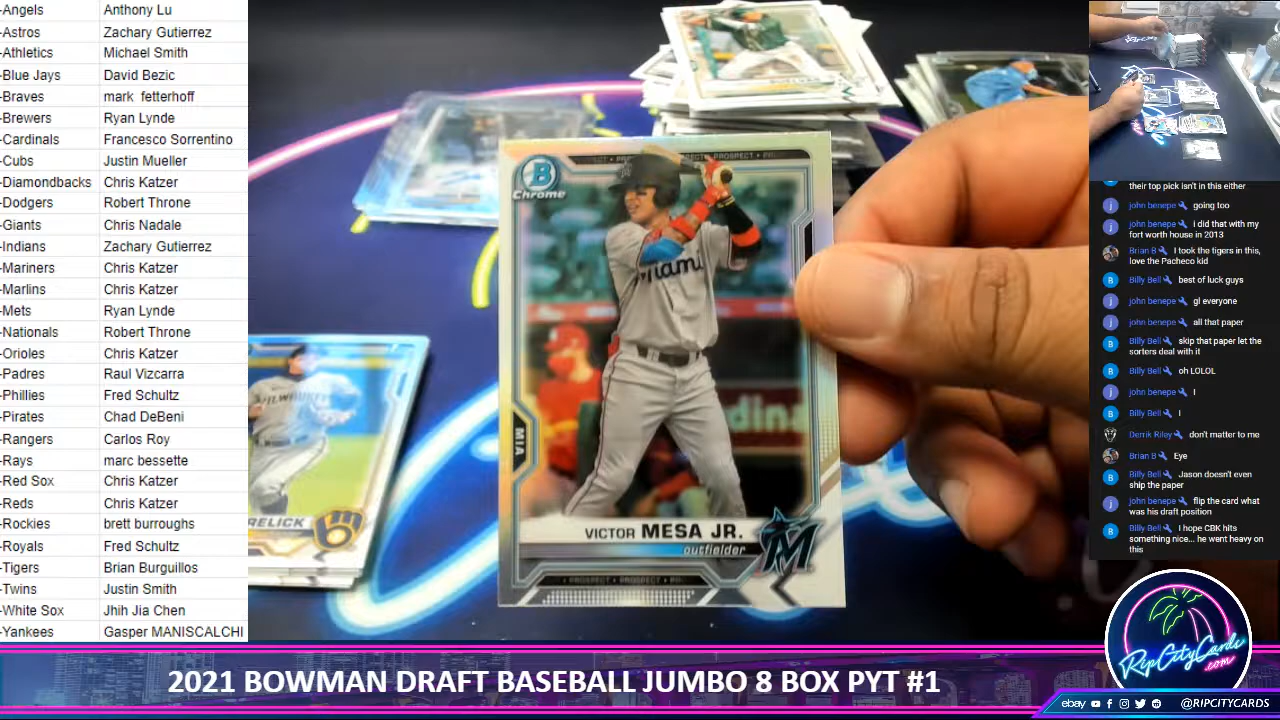 -Angels Anthony Lu
-Astros Zachary Gutierrez
-Athletics Michael Smith
-Blue Jays David Bezic
-Braves mark fetterhoff
-Brewers Ryan Lynde
-Cardinals Francesco Sorrentino
-Cubs Justin Mueller
-Diamondbacks Chris Katzer
-Dodgers Robert Throne
-Giants Chris Nadale
-Indians Zachary Gutierrez
-Mariners Chris Katzer
-Marlins Chris Katzer
-Mets Ryan Lynde
-Nationals Robert Throne
-Orioles Chris Katzer
-Padres Raul Vizcarra
-Phillies Fred Schultz
-Pirates Chad DeBeni
-Rangers Carlos Roy
-Rays marc bessette
-Red Sox Chris Katzer
-Reds Chris Katzer
-Rockies brett burroughs
-Royals Fred Schultz
-Tigers Brian Burguillos
-Twins Justin Smith
-White Sox Jhih Jia Chen
-Yankees Gasper MANISCALCHI
PROSPECT
B
Chrome
Miami
MIA
VICTOR MESA JR.
outfielder
M
PROSPECT • PROSPECT
RELICK
their top pick isn't in this either
john benepe going too
john benepe i did that with my
fort worth house in 2013
Brian B I took the tigers in this,
love the Pacheco kid
Billy Bell best of luck guys
john benepe gl everyone
john benepe all that paper
Billy Bell skip that paper let the
sorters deal with it
Billy Bell oh LOLOL
john benepe I
Billy Bell I
Derrik Riley don't matter to me
Brian B Eye
Billy Bell Jason doesn't even
ship the paper
john benepe flip the card what
was his draft position
Billy Bell I hope CBK hits
something nice... he went heavy on
this
RipCityCards
.com
2021 BOWMAN DRAFT BASEBALL JUMBO 8 BOX PYT #1
ebay @RIPCITYCARDS